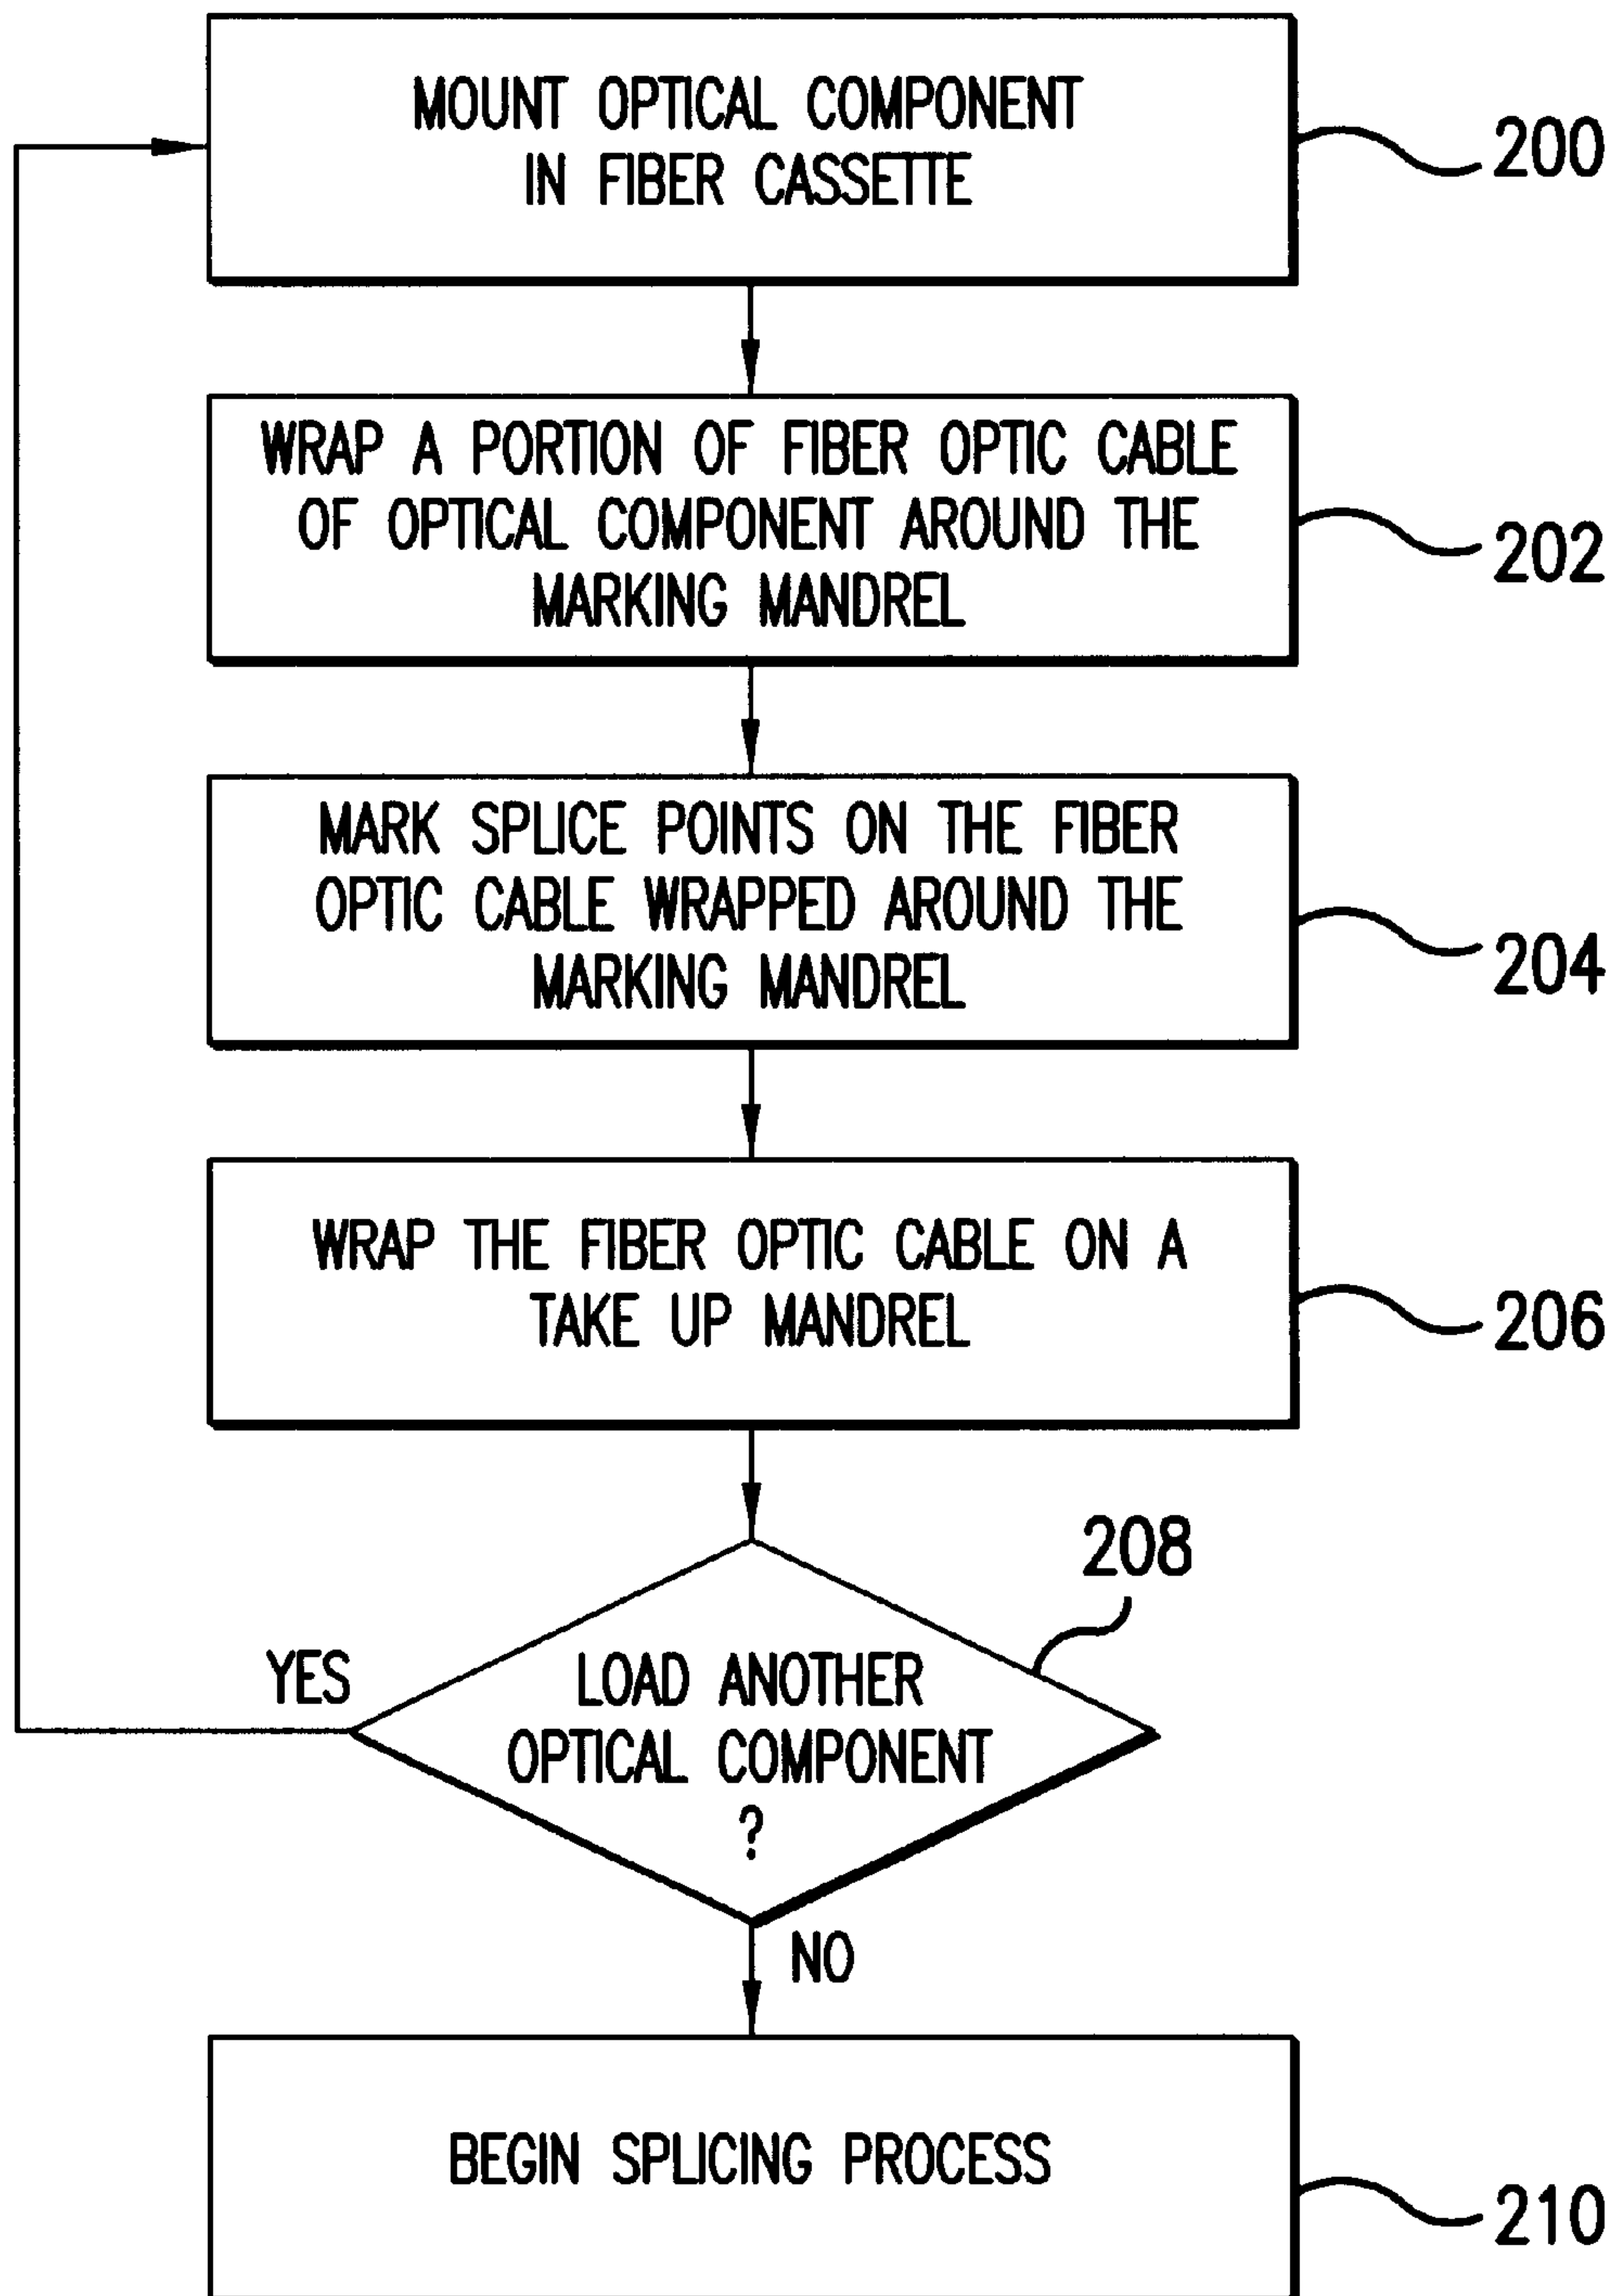 MOUNT OPTICAL COMPONENT
IN FIBER CASSETTE
200
WRAP A PORTION OF FIBER OPTIC CABLE
OF OPTICAL COMPONENT AROUND THE
MARKING MANDREL
202
MARK SPLICE POINTS ON THE FIBER
OPTIC CABLE WRAPPED AROUND THE
MARKING MANDREL
204
WRAP THE FIBER OPTIC CABLE ON A
TAKE UP MANDREL
206
208
YES
LOAD ANOTHER
OPTICAL COMPONENT
?
NO
BEGIN SPLICING PROCESS
210